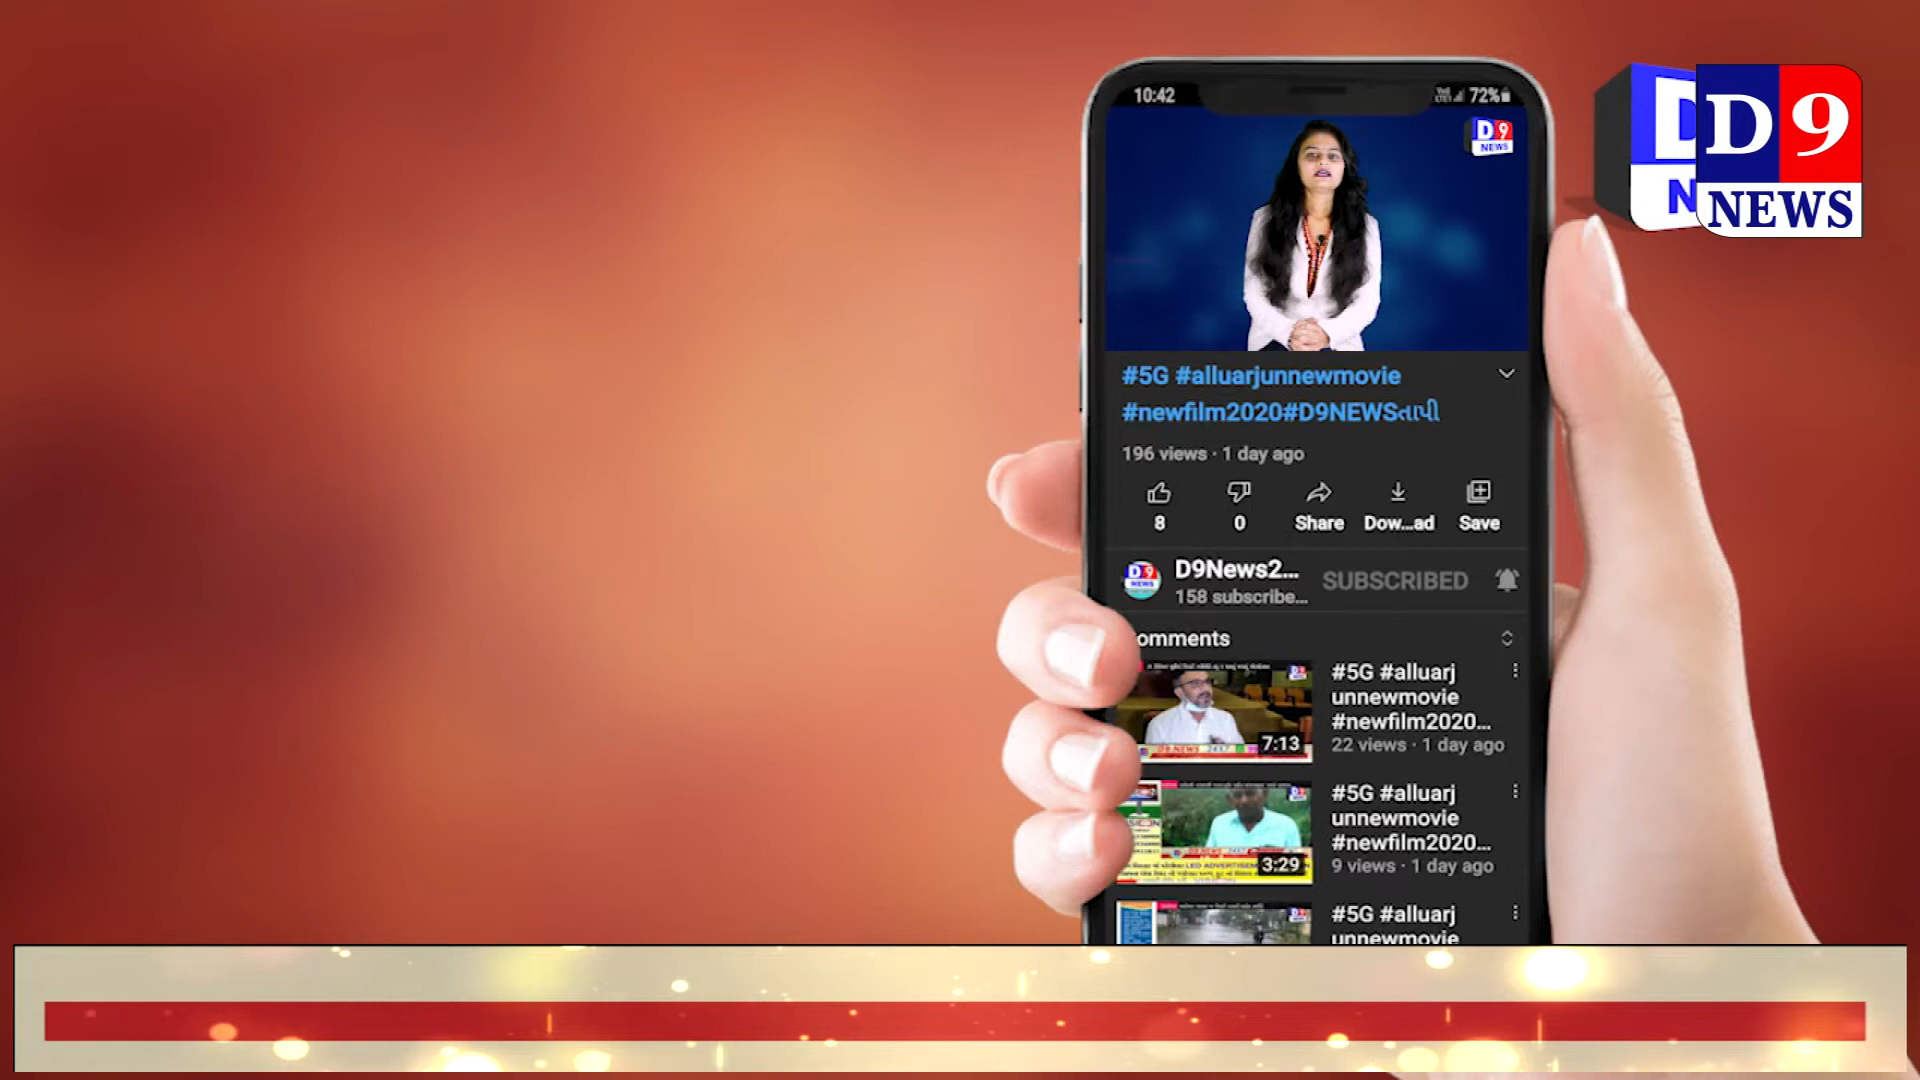 10:42
72%
D9
NEWS
D9
NEWS
#5G #alluarjunnewmovie
#newfilm2020#D9NEWSતાપી
196 views · 1 day ago
8
0
Share
Dow...ad
Save
D9News2...
SUBSCRIBED
158 subscribe...
omments
#5G #alluarj
unnewmovie
#newfilm2020...
22 views · 1 day ago
7:13
#5G #alluarj
unnewmovie
#newfilm2020...
9 views · 1 day ago
3:29
#5G #alluarj
unnewmovie